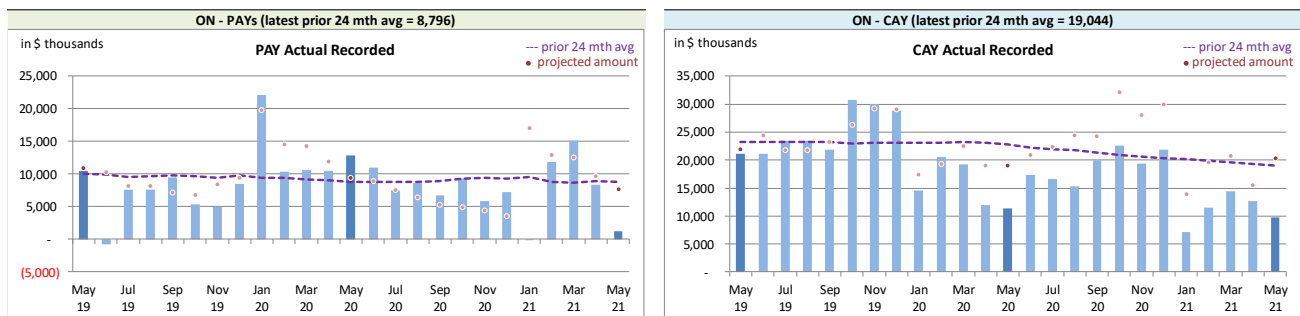 ON - PAYs (latest prior 24 mth avg = 8,796)
in $ thousands
PAY Actual Recorded
--- prior 24 mth avg
• projected amount
25,000
20,000
15,000
10,000
5,000
-
(5,000)
May 19
Jul 19
Sep 19
Nov 19
Jan 20
Mar 20
May 20
Jul 20
Sep 20
Nov 20
Jan 21
Mar 21
May 21
ON - CAY (latest prior 24 mth avg = 19,044)
in $ thousands
CAY Actual Recorded
--- prior 24 mth avg
• projected amount
35,000
30,000
25,000
20,000
15,000
10,000
5,000
-
May 19
Jul 19
Sep 19
Nov 19
Jan 20
Mar 20
May 20
Jul 20
Sep 20
Nov 20
Jan 21
Mar 21
May 21